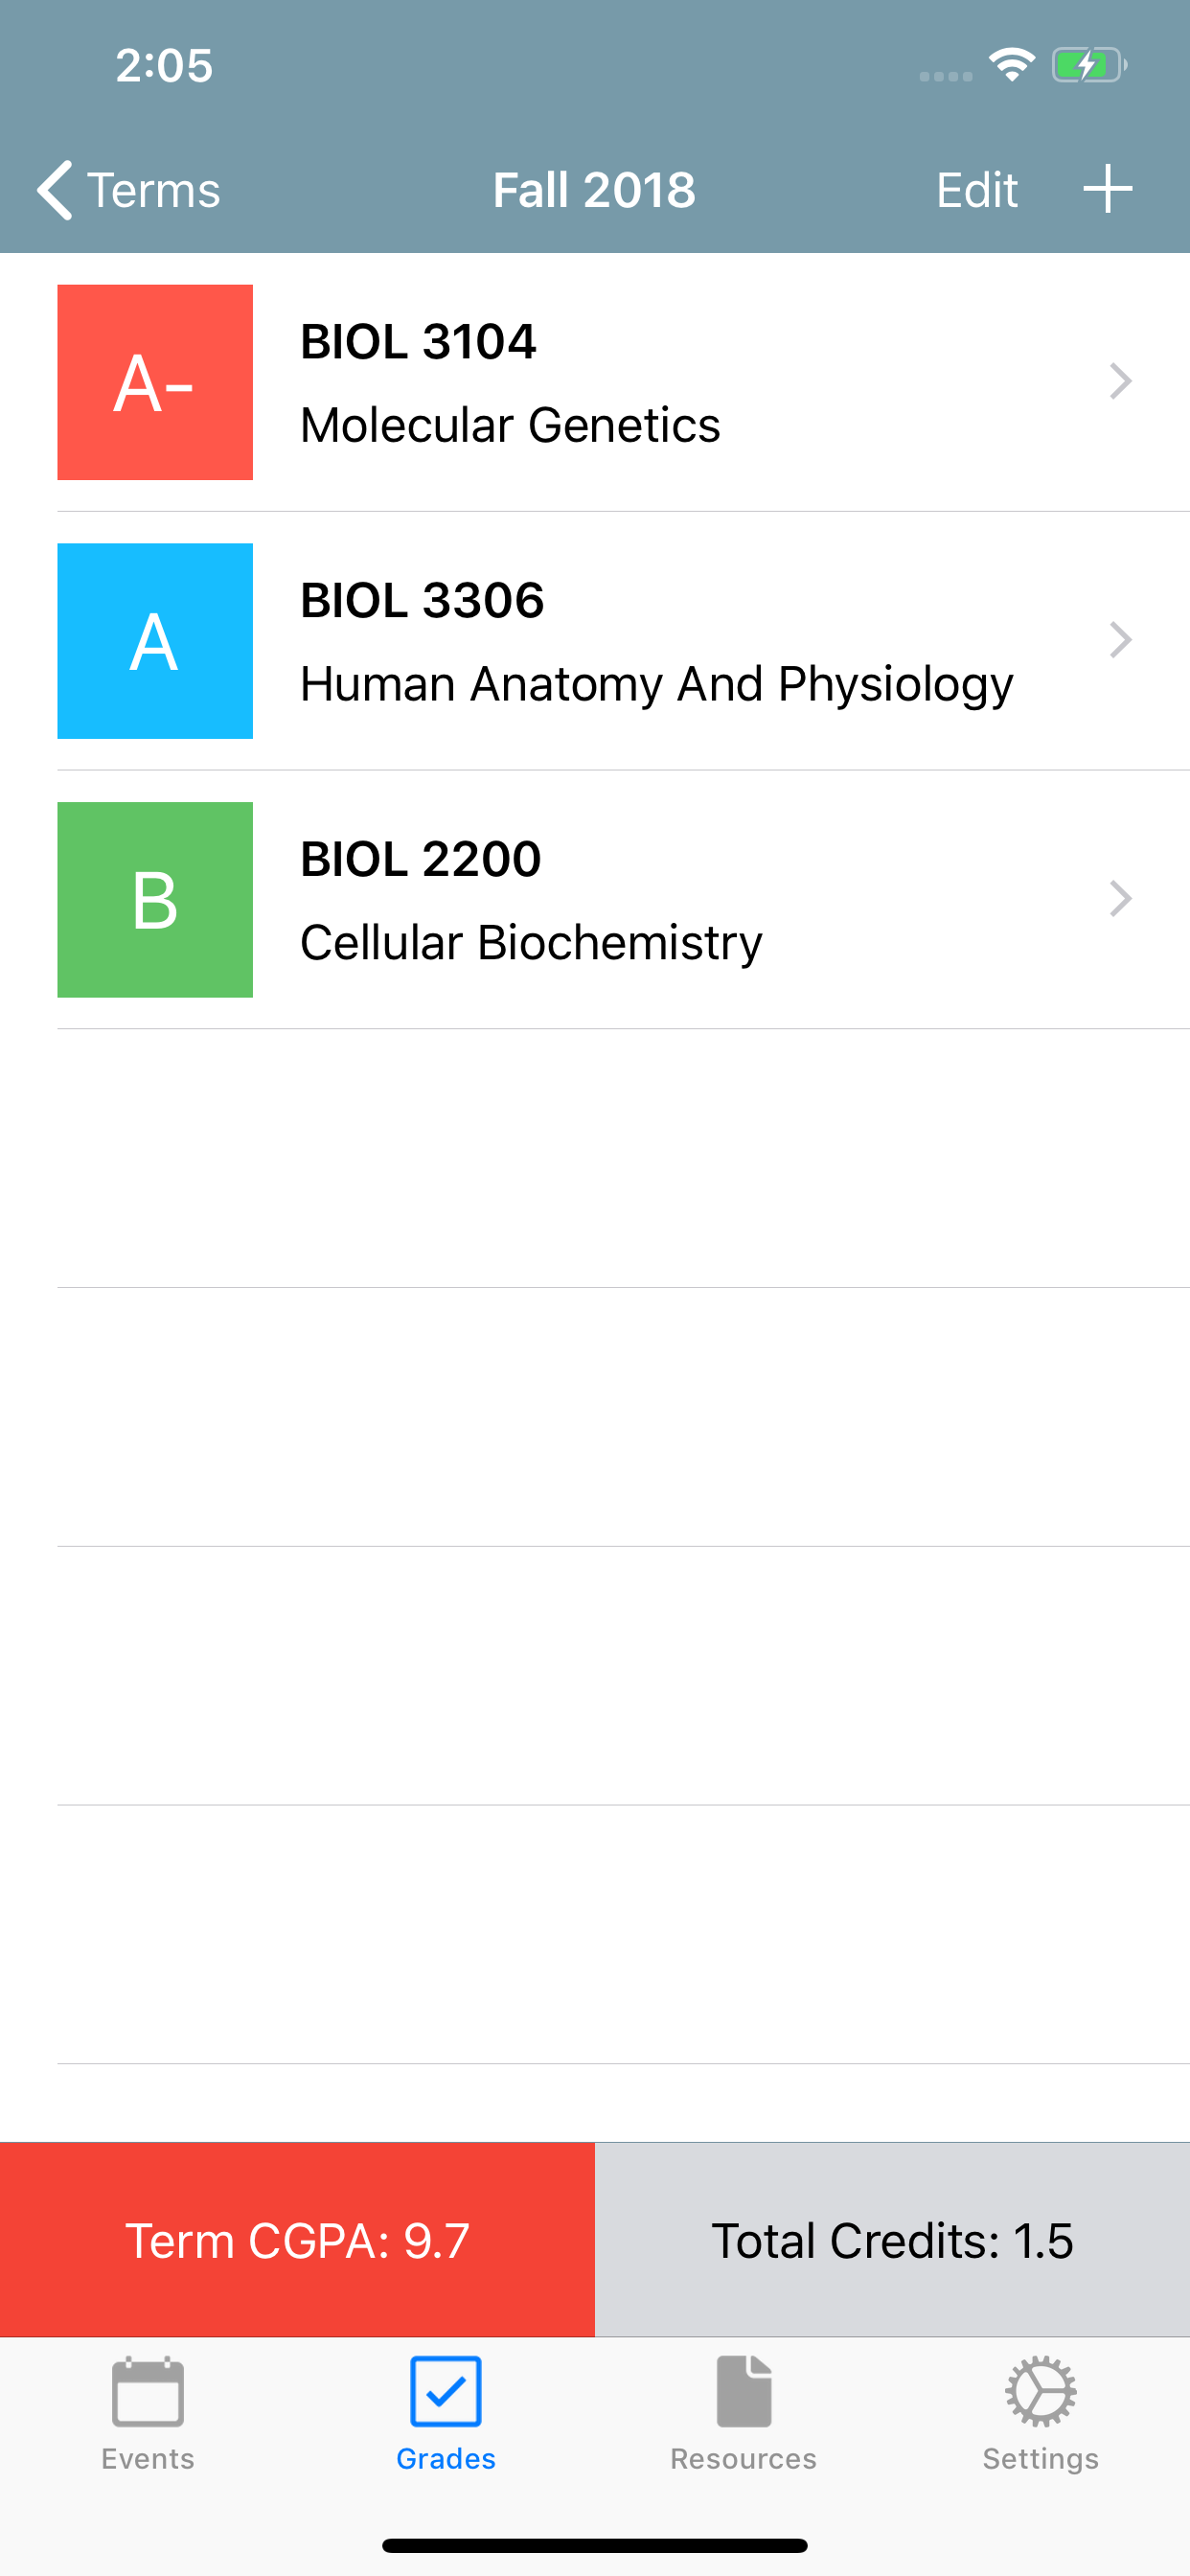 2:05
Terms
Fall 2018
Edit
A-
BIOL 3104
Molecular Genetics
A
BIOL 3306
Human Anatomy And Physiology
B
BIOL 2200
Cellular Biochemistry
Term CGPA: 9.7
Total Credits: 1.5
Events
Grades
Resources
Settings